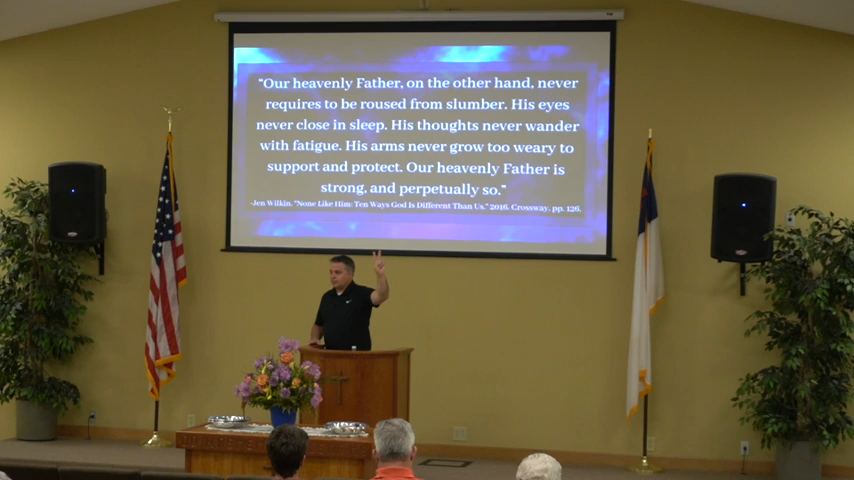 "Our heavenly Father, on the other hand, never
requires to be roused from slumber. His eyes
never close in sleep. His thoughts never wander
with fatigue. His arms never grow too weary to
support and protect. Our heavenly Father is
strong, and perpetually so."
-Jen Wilkin. "None Like Him: Ten Ways God Is Different Than Us." 2016. Crossway. pp. 126.